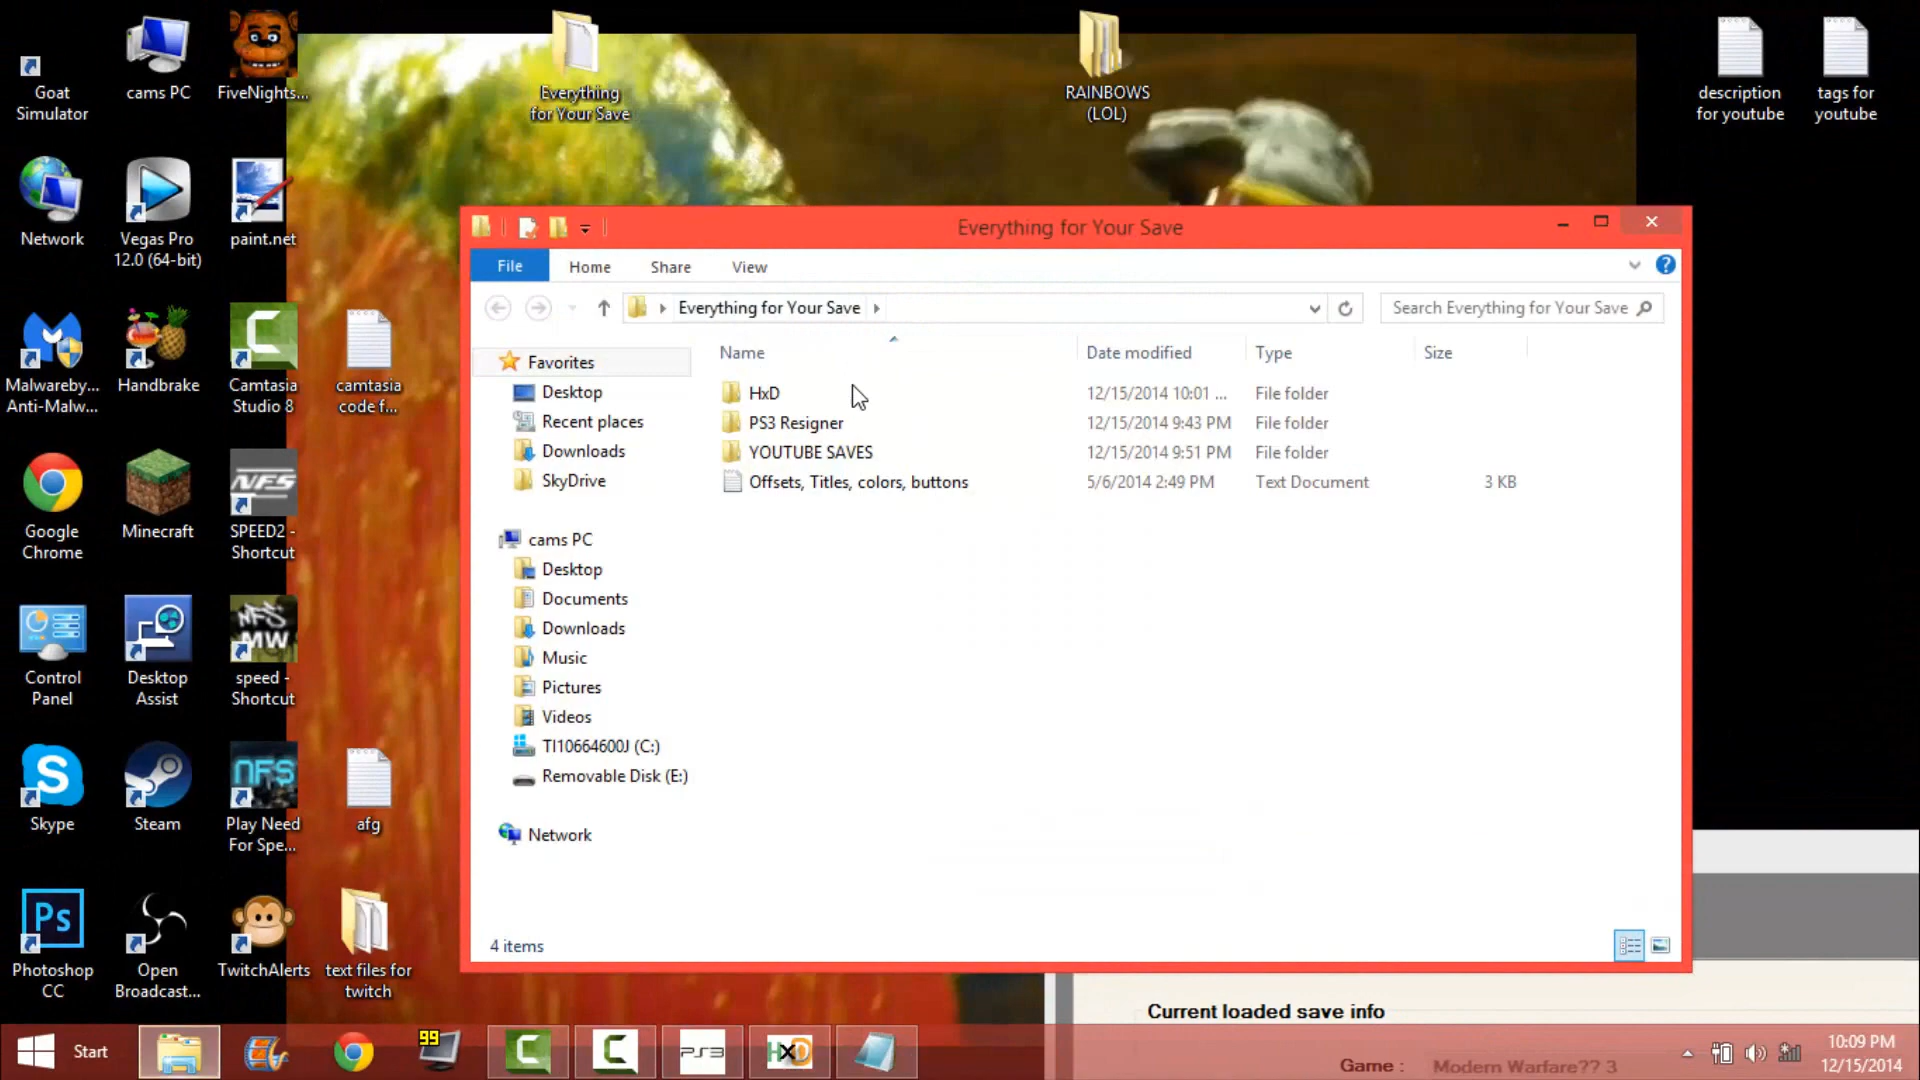 Goat
Simulator
cams PC
FiveNights...
Everything
for Your Save
RAINBOWS
(LOL)
description
for youtube
tags for
youtube
Network
Vegas Pro
12.0 (64-bit)
paint.net
Malwareby...
Anti-Malw...
Handbrake
Camtasia
Studio 8
camtasia
code f...
Google
Chrome
Minecraft
NFS
SPEED2 -
Shortcut
Control
Panel
Desktop
Assist
NFS
MW
speed -
Shortcut
Skype
Steam
NFS
Play Need
For Spe...
afg
Ps
Photoshop
CC
Open
Broadcast...
TwitchAlerts
text files for
twitch
Everything for Your Save
File
Home
Share
View
Everything for Your Save
Search Everything for Your Save
Name
Date modified
Type
Size
HxD
12/15/2014 10:01 ...
File folder
PS3 Resigner
12/15/2014 9:43 PM
File folder
YOUTUBE SAVES
12/15/2014 9:51 PM
File folder
Offsets, Titles, colors, buttons
5/6/2014 2:49 PM
Text Document
3 KB
Favorites
Desktop
Recent places
Downloads
SkyDrive
cams PC
Desktop
Documents
Downloads
Music
Pictures
Videos
TI10664600J (C:)
Removable Disk (E:)
Network
4 items
Current loaded save info
Game :
Modern Warfare?? 3
Start
99
PS3
HXD
10:09 PM
12/15/2014